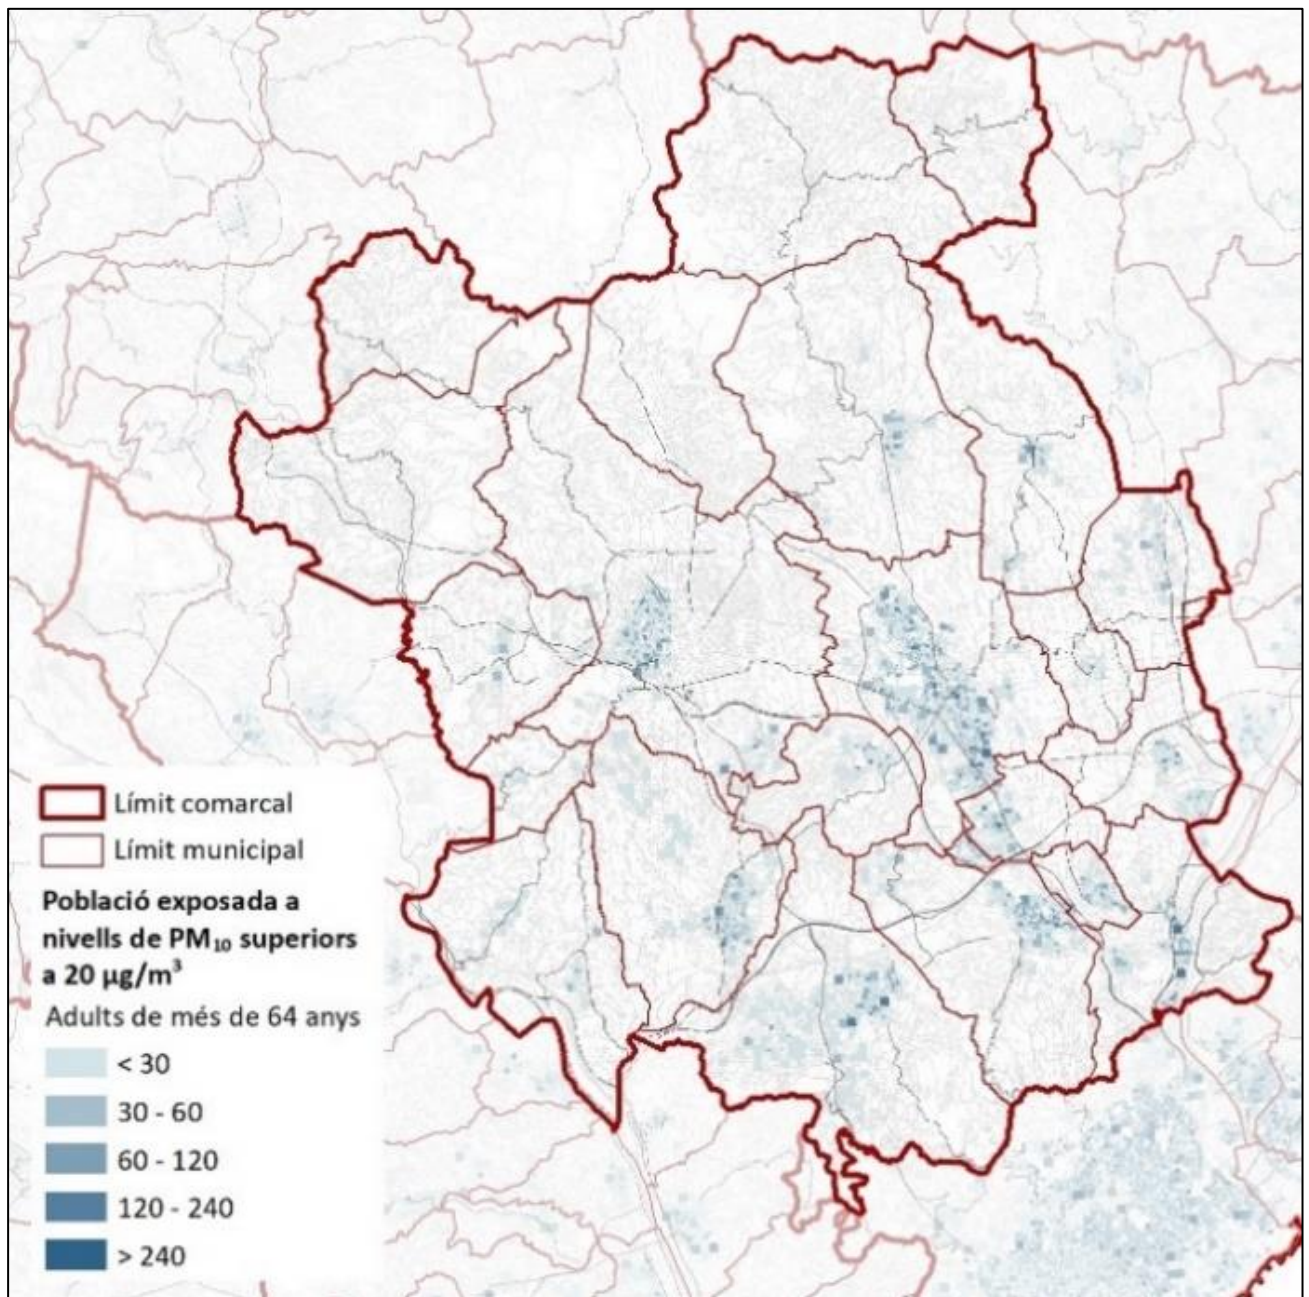 Límit comarcal
Límit municipal
Població exposada a
nivells de PM₁₀ superiors
a 20 µg/m³
Adults de més de 64 anys
< 30
30 - 60
60 - 120
120 - 240
> 240